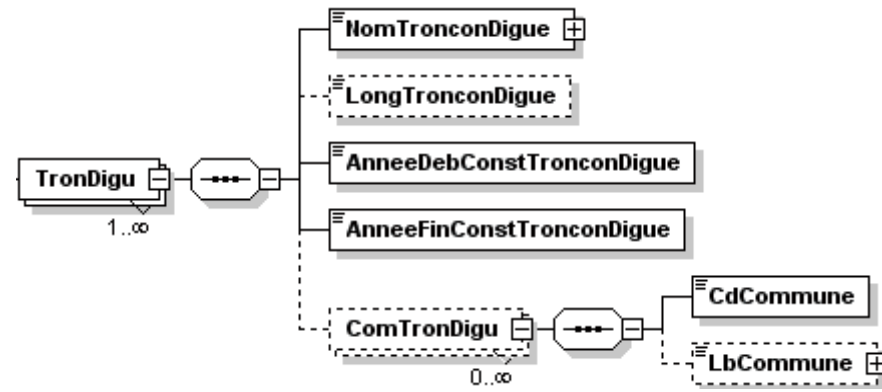 NomTronconDigue
LongTronconDigue
TronDigu
1..∞
AnneeDebConstTronconDigue
AnneeFinConstTronconDigue
ComTronDigu
0..∞
CdCommune
LbCommune